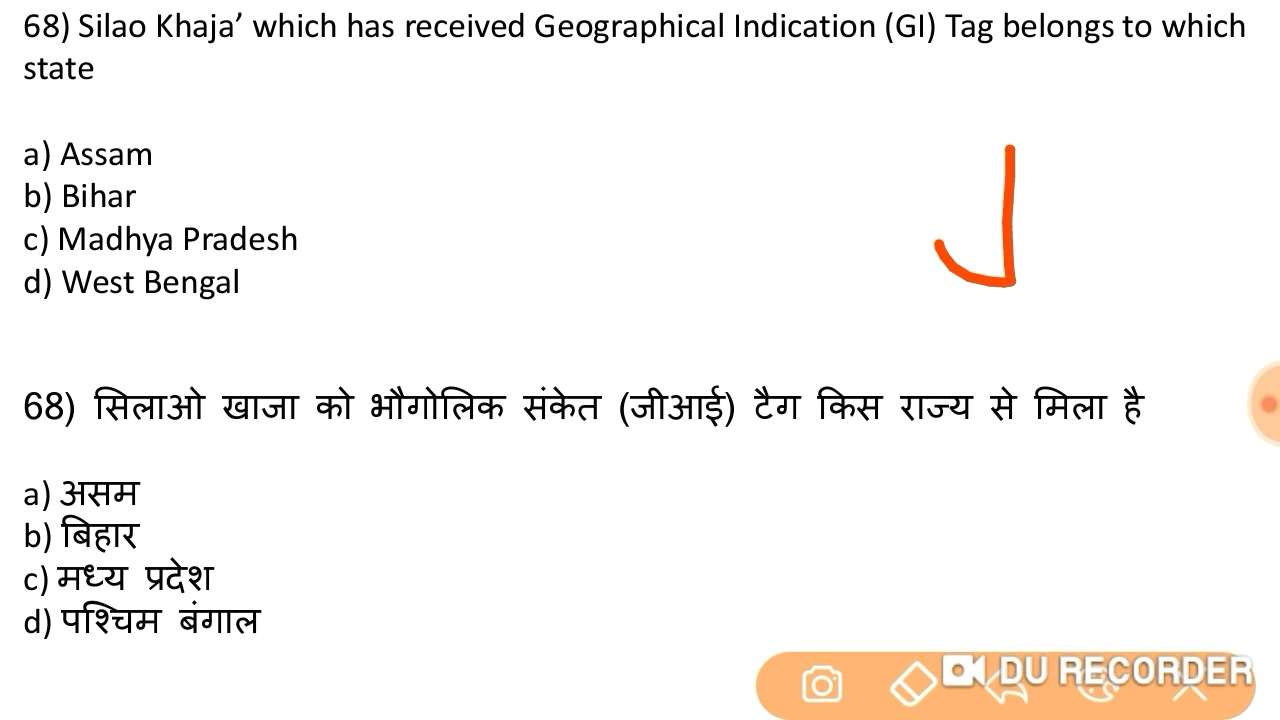 68) Silao Khaja’ which has received Geographical Indication (GI) Tag belongs to which
state
a) Assam
b) Bihar
c) Madhya Pradesh
d) West Bengal
68) सिलाओ खाजा को भौगोलिक संकेत (जीआई) टैग किस राज्य से मिला है
a) असम
b) बिहार
c) मध्य प्रदेश
d) पश्चिम बंगाल
DU RECORDER